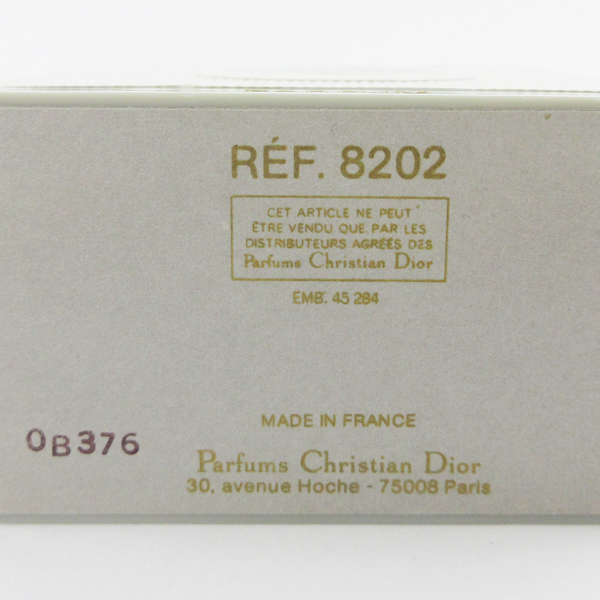 RÉF. 8202
CET ARTICLE NE PEUT
ÊTRE VENDU QUE PAR LES
DISTRIBUTEURS AGRÉÉS DES
Parfums Christian Dior
EMB. 45 284
MADE IN FRANCE
0B376
Parfums Christian Dior
30, avenue Hoche - 75008 Paris